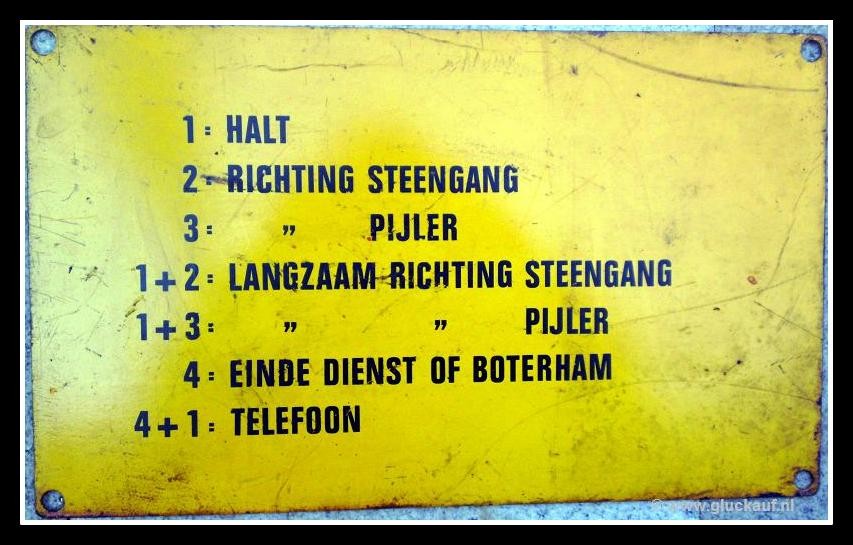 1 : HALT
2 : RICHTING STEENGANG
3 : " PIJLER
1+2 : LANGZAAM RICHTING STEENGANG
1+3 : " " PIJLER
4 : EINDE DIENST OF BOTERHAM
4+1 : TELEFOON
© www.gluckauf.nl